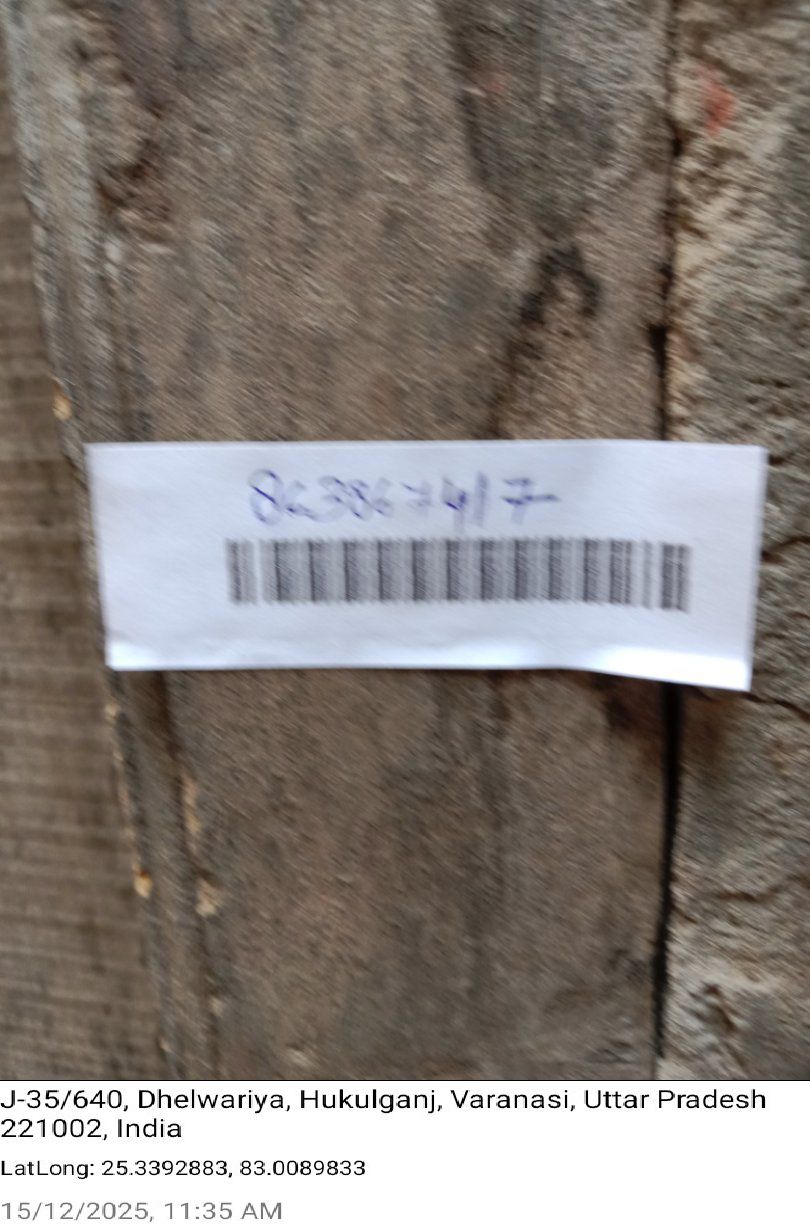 863867417
J-35/640, Dhelwariya, Hukulganj, Varanasi, Uttar Pradesh
221002, India
LatLong: 25.3392883, 83.0089833
15/12/2025, 11:35 AM